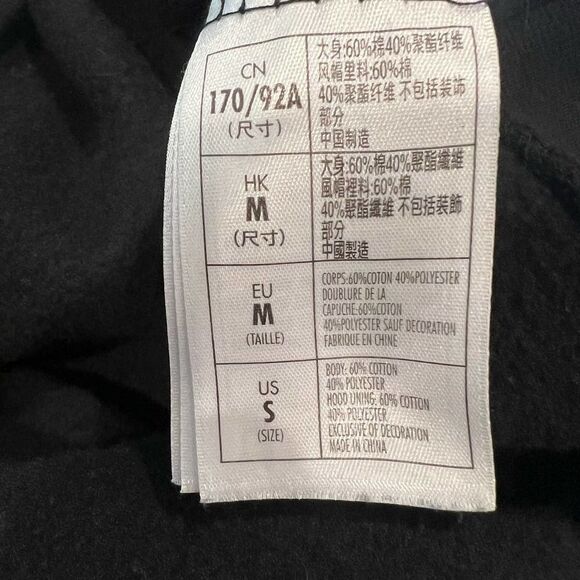 CN
170/92A
(尺寸)
大身:60%棉40%聚酯纤维
风帽里料:60%棉
40%聚酯纤维 不包括装饰
部分
中国制造
HK
M
(尺寸)
大身:60%棉40%聚酯纖維
風帽裡料:60%棉
40%聚酯纖維 不包括装飾
部分
中國製造
EU
M
(TAILLE)
CORPS:60%COTON 40%POLYESTER
DOUBLURE DE LA
CAPUCHE:60%COTON
40%POLYESTER SAUF DECORATION
FABRIQUE EN CHINE
US
S
(SIZE)
BODY: 60% COTTON
40% POLYESTER
HOOD LINING: 60% COTTON
40% POLYESTER
EXCLUSIVE OF DECORATION
MADE IN CHINA